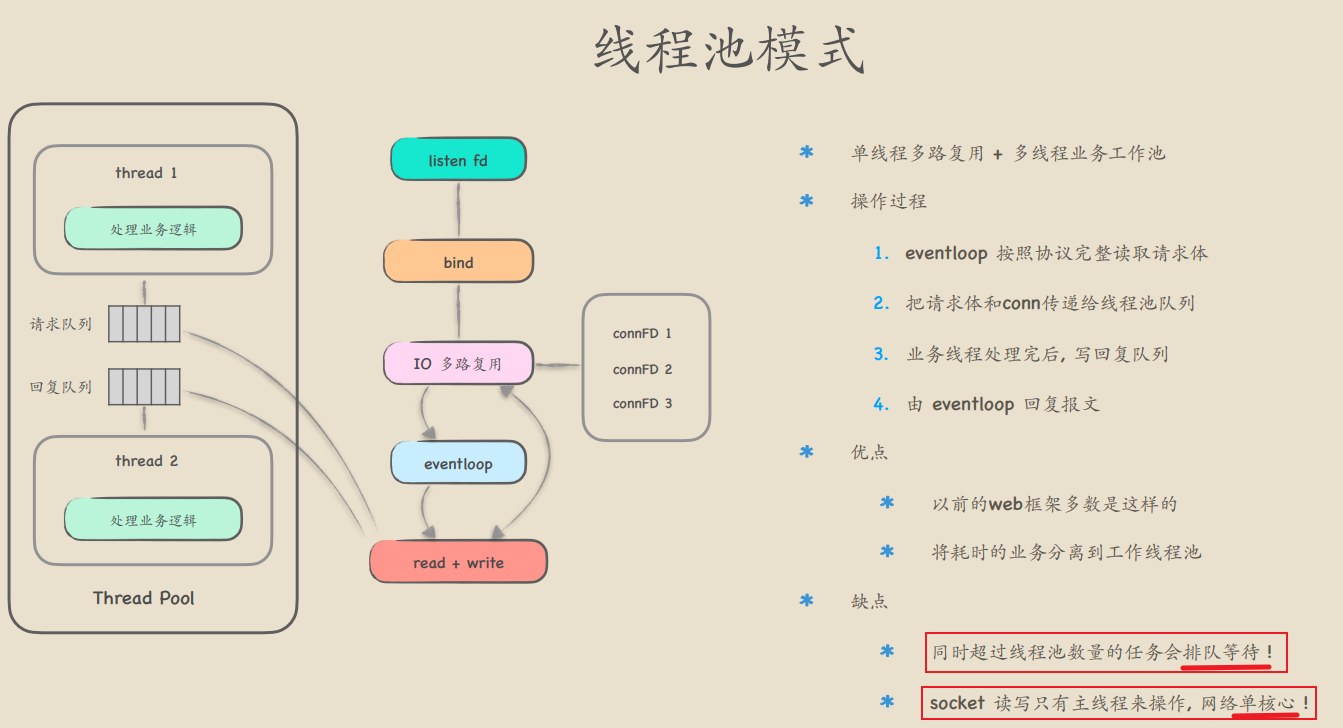 线程池模式
thread 1
处理业务逻辑
请求队列
回复队列
thread 2
处理业务逻辑
Thread Pool
listen fd
bind
IO 多路复用
eventloop
read + write
connFD 1
connFD 2
connFD 3
* 单线程多路复用 + 多线程业务工作池
* 操作过程
1. eventloop 按照协议完整读取请求体
2. 把请求体和conn传递给线程池队列
3. 业务线程处理完后, 写回复队列
4. 由 eventloop 回复报文
* 优点
* 以前的web框架多数是这样的
* 将耗时的业务分离到工作线程池
* 缺点
* 同时超过线程池数量的任务会排队等待 !
* socket 读写只有主线程来操作, 网络单核心 !